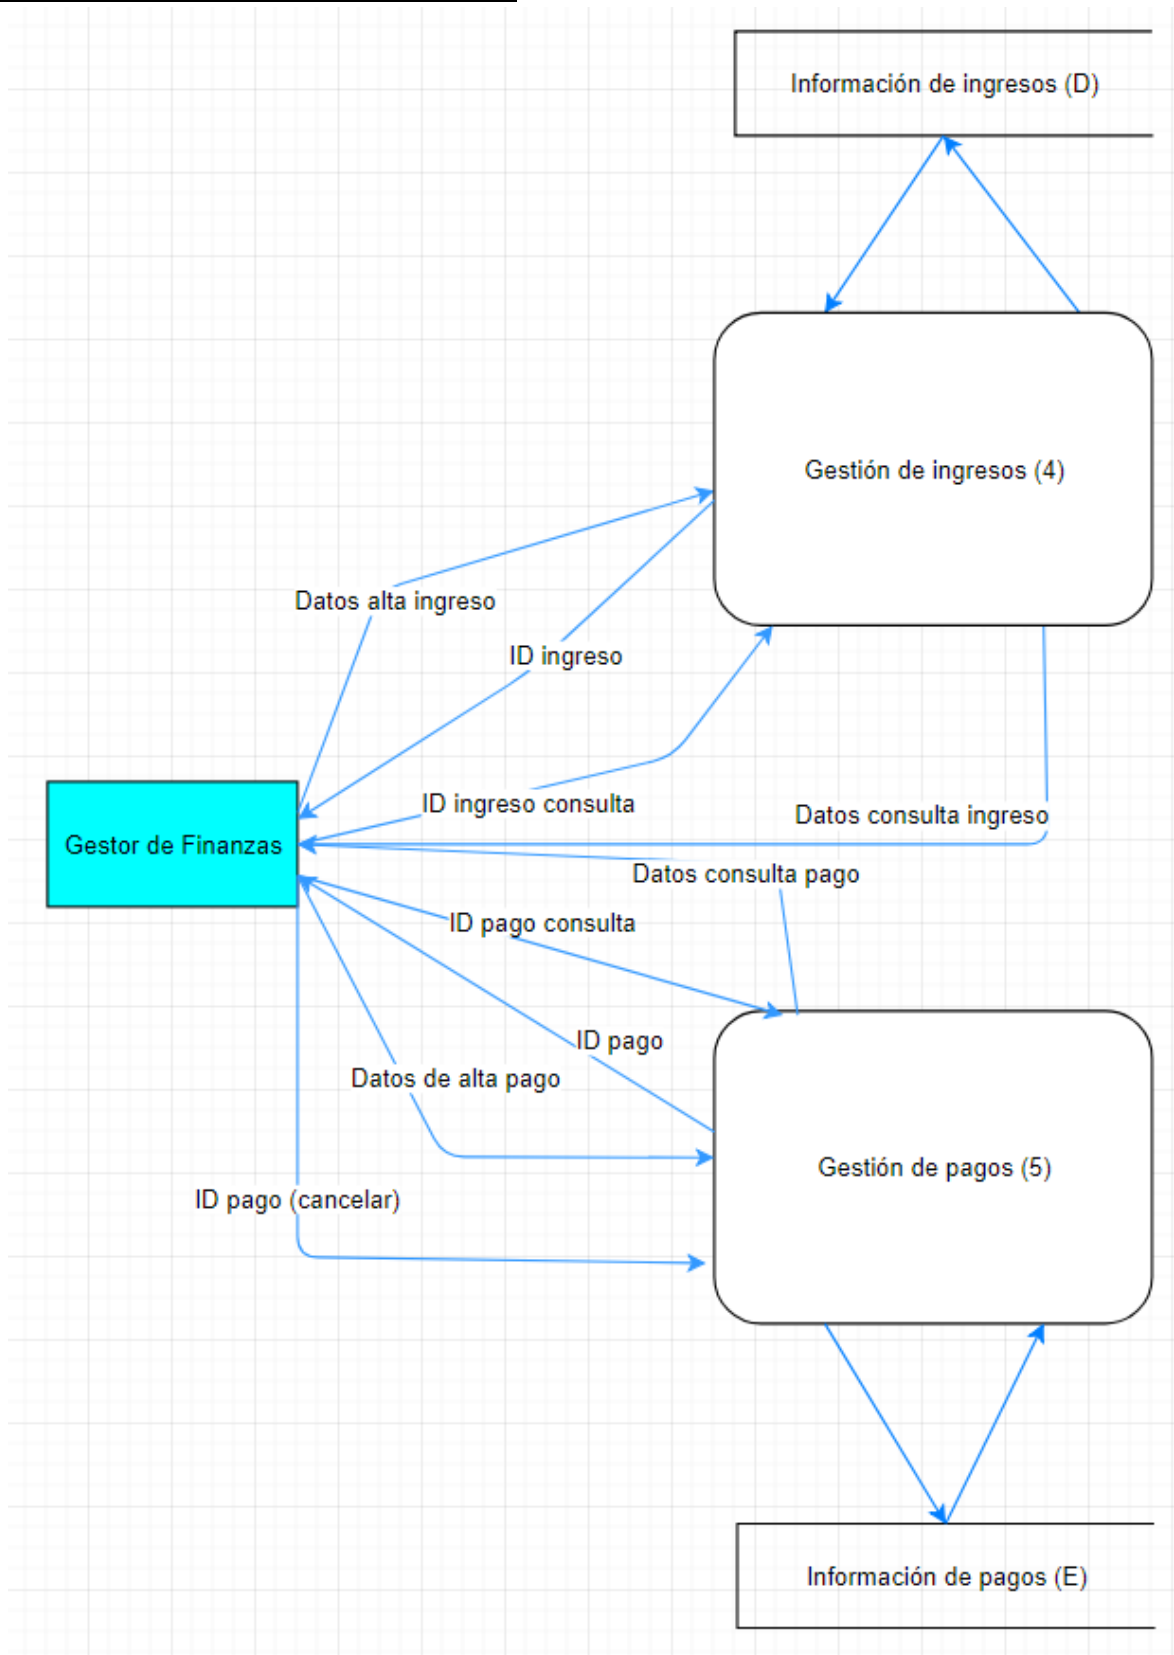 Información de ingresos (D)
Gestión de ingresos (4)
Datos alta ingreso
ID ingreso
ID ingreso consulta
Datos consulta ingreso
Gestor de Finanzas
Datos consulta pago
ID pago consulta
ID pago
Datos de alta pago
Gestión de pagos (5)
ID pago (cancelar)
Información de pagos (E)